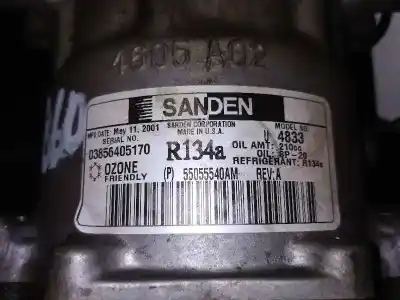 4605 A02
SANDEN
MFG DATE: May 11, 2001
SANDEN CORPORATION
MADE IN U.S.A.
MODEL NO.
4833
SERIAL NO.
03856405170
R134a
OIL AMT: 210cc
OIL: SP-20
REFRIGERANT: R134a
OZONE
FRIENDLY
(P) 55055540AM REV:A